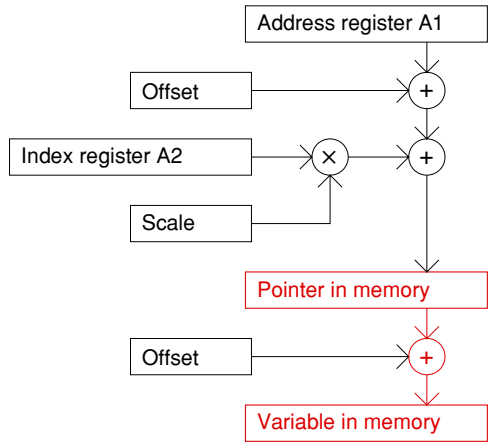 Address register A1
Offset
+
Index register A2
×
+
Scale
Pointer in memory
Offset
+
Variable in memory